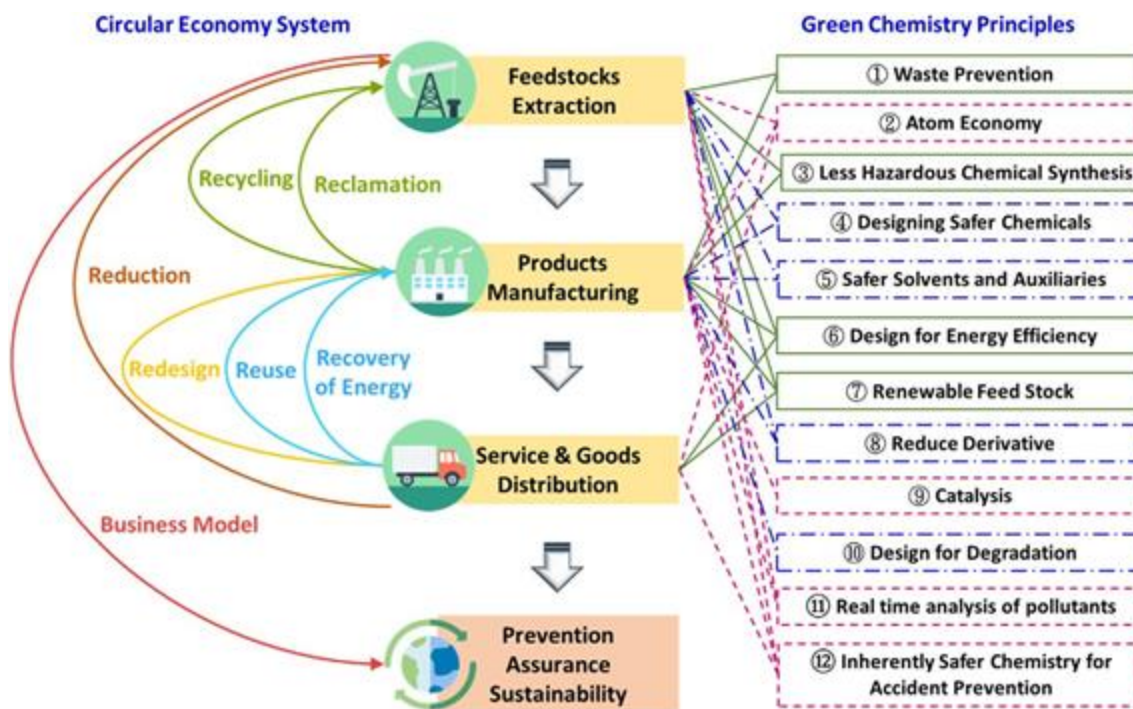 Circular Economy System
Green Chemistry Principles
Feedstocks
Extraction
Recycling
Reclamation
Reduction
Products
Manufacturing
Redesign
Reuse
Recovery
of Energy
Service & Goods
Distribution
Business Model
Prevention
Assurance
Sustainability
① Waste Prevention
② Atom Economy
③ Less Hazardous Chemical Synthesis
④ Designing Safer Chemicals
⑤ Safer Solvents and Auxiliaries
⑥ Design for Energy Efficiency
⑦ Renewable Feed Stock
⑧ Reduce Derivative
⑨ Catalysis
⑩ Design for Degradation
⑪ Real time analysis of pollutants
⑫ Inherently Safer Chemistry for
Accident Prevention